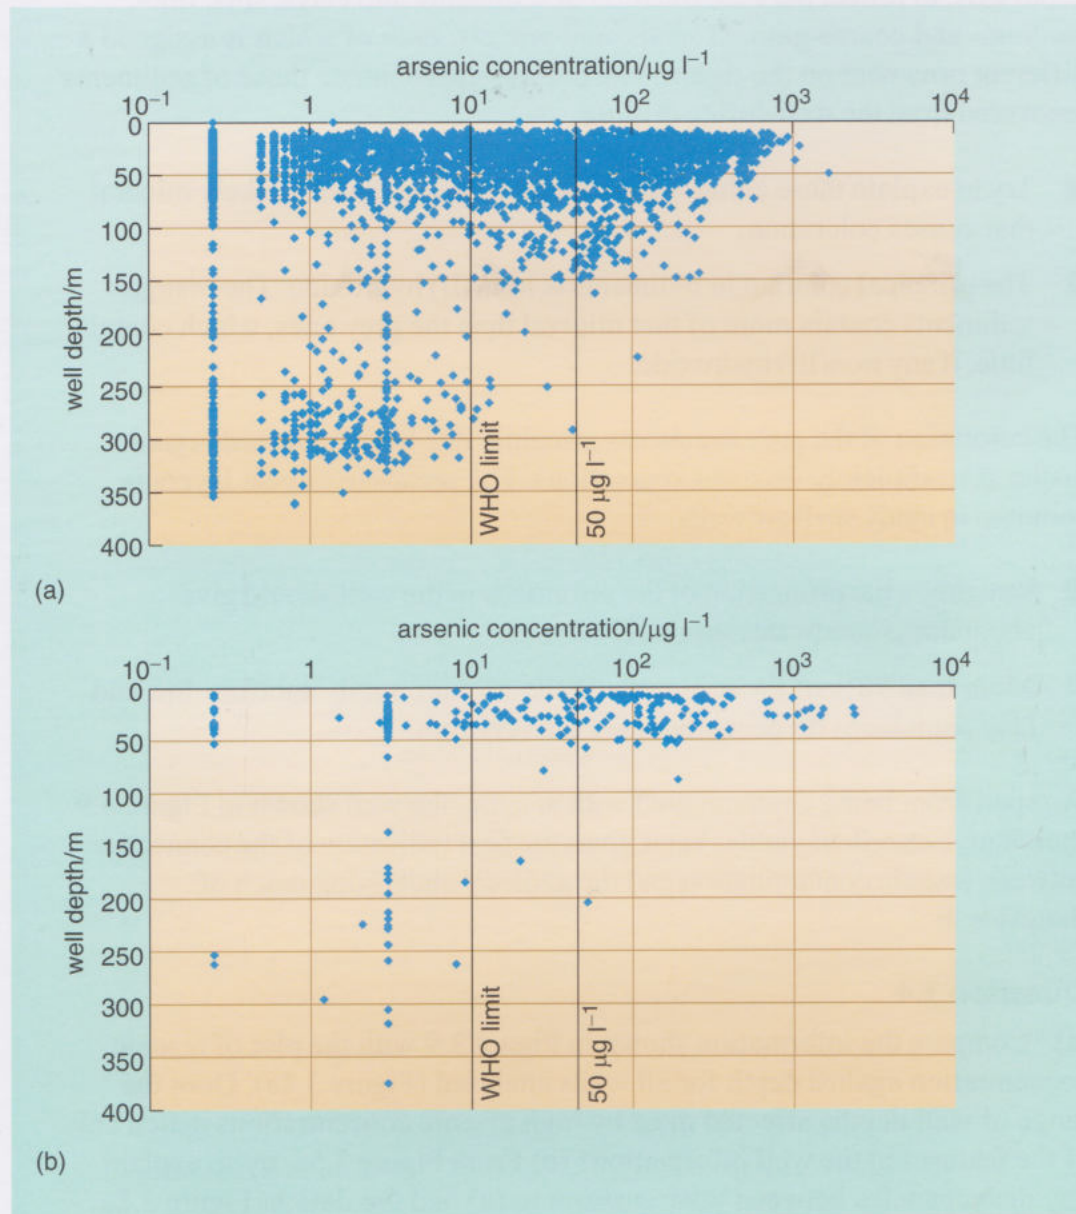 arsenic concentration/μg l⁻¹
10⁻¹ 1 10¹ 10² 10³ 10⁴
0
50
100
150
200
250
300
350
400
well depth/m
WHO limit
50 μg l⁻¹
(a)
arsenic concentration/μg l⁻¹
10⁻¹ 1 10¹ 10² 10³ 10⁴
0
50
100
150
200
250
300
350
400
well depth/m
WHO limit
50 μg l⁻¹
(b)